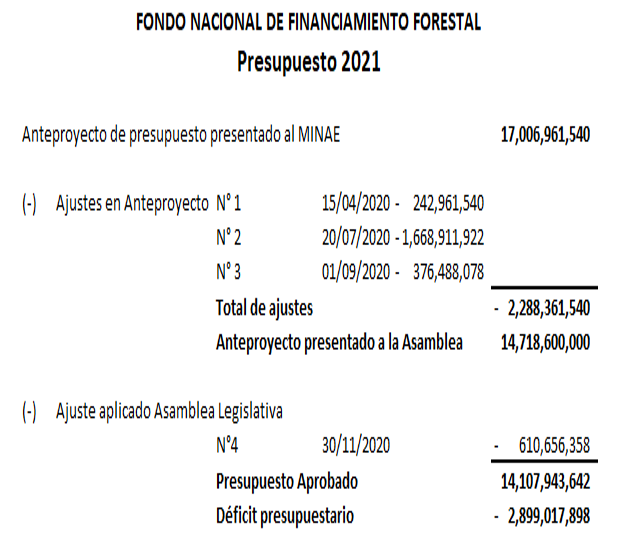 FONDO NACIONAL DE FINANCIAMIENTO FORESTAL
Presupuesto 2021
Anteproyecto de presupuesto presentado al MINAE 17,006,961,540
(-) Ajustes en Anteproyecto N° 1 15/04/2020 - 242,961,540
N° 2 20/07/2020 -1,668,911,922
N° 3 01/09/2020 - 376,488,078
Total de ajustes - 2,288,361,540
Anteproyecto presentado a la Asamblea 14,718,600,000
(-) Ajuste aplicado Asamblea Legislativa
N°4 30/11/2020 - 610,656,358
Presupuesto Aprobado 14,107,943,642
Déficit presupuestario - 2,899,017,898